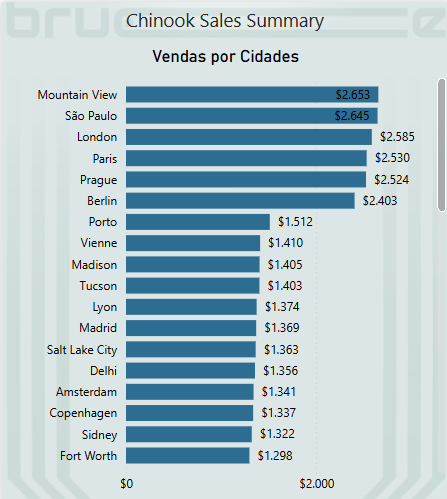 Chinook Sales Summary
Vendas por Cidades
Mountain View $2.653
São Paulo $2.645
London $2.585
Paris $2.530
Prague $2.524
Berlin $2.403
Porto $1.512
Vienne $1.410
Madison $1.405
Tucson $1.403
Lyon $1.374
Madrid $1.369
Salt Lake City $1.363
Delhi $1.356
Amsterdam $1.341
Copenhagen $1.337
Sidney $1.322
Fort Worth $1.298
$0 $2.000